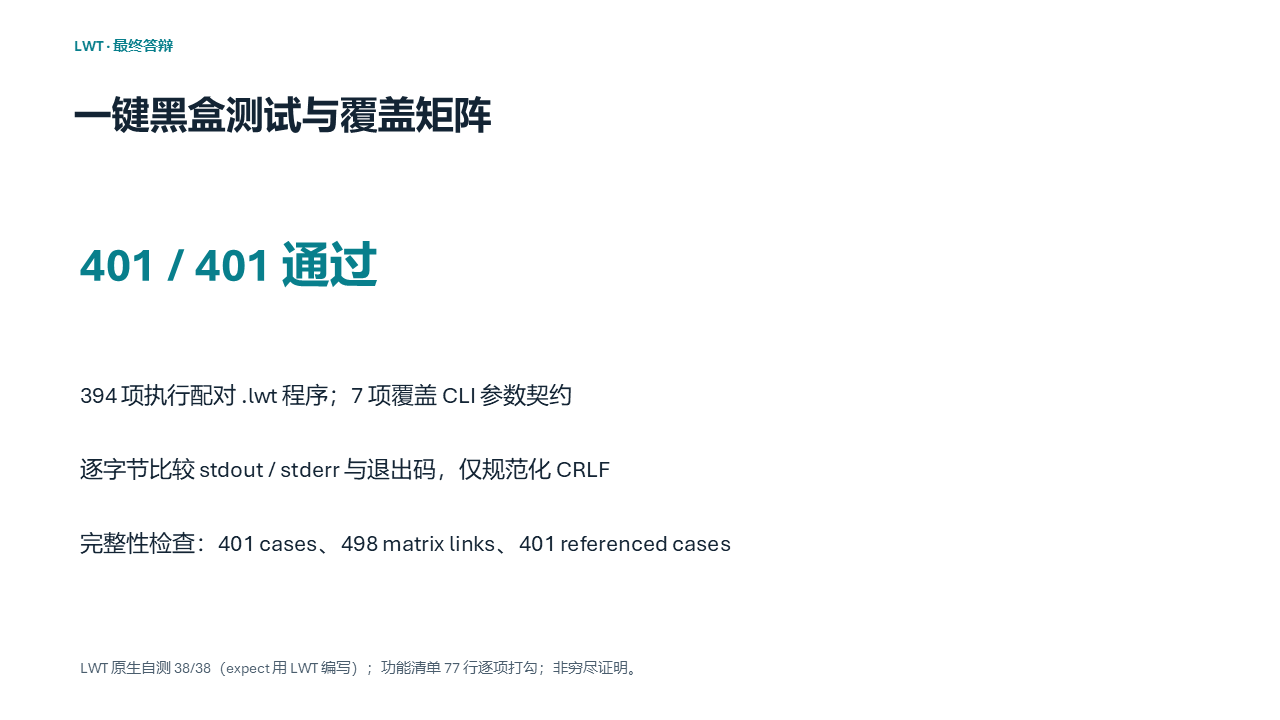 LWT · 最终答辩
一键黑盒测试与覆盖矩阵
401 / 401 通过
394 项执行配对 .lwt 程序；7 项覆盖 CLI 参数契约
逐字节比较 stdout / stderr 与退出码，仅规范化 CRLF
完整性检查：401 cases、498 matrix links、401 referenced cases
LWT 原生自测 38/38（expect 用 LWT 编写）；功能清单 77 行逐项打勾；非穷尽证明。